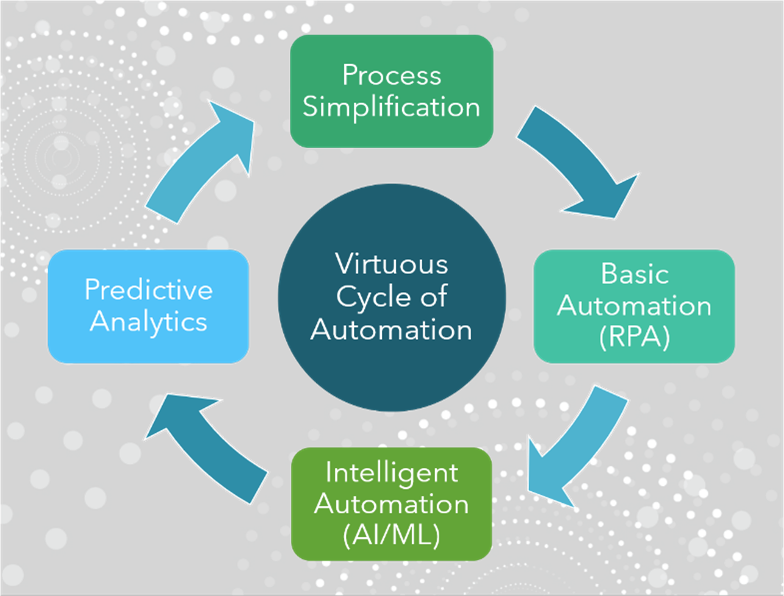 Process
Simplification
Virtuous
Cycle of
Automation
Basic
Automation
(RPA)
Predictive
Analytics
Intelligent
Automation
(AI/ML)